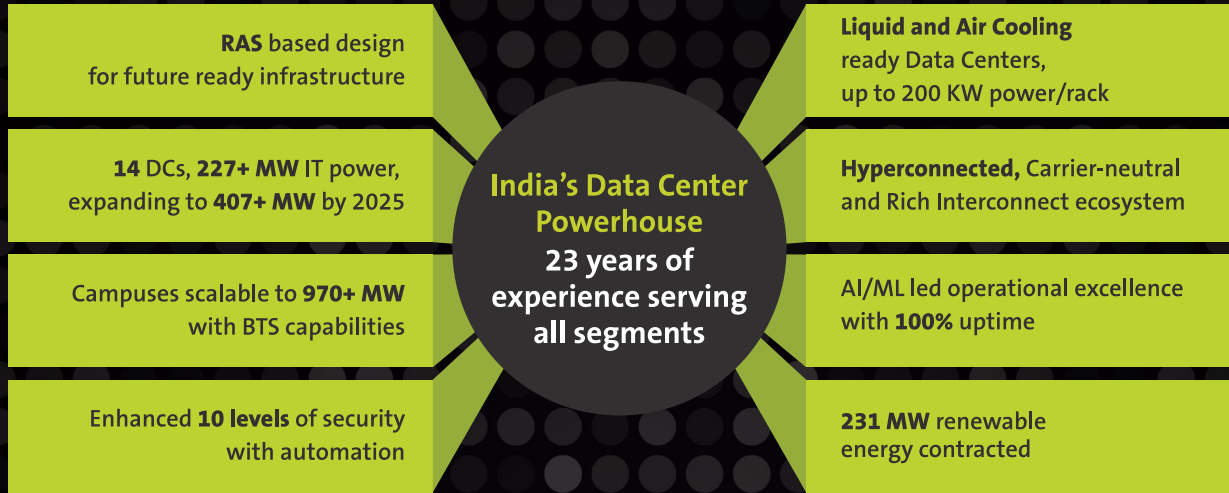 RAS based design
for future ready infrastructure
14 DCs, 227+ MW IT power,
expanding to 407+ MW by 2025
Campuses scalable to 970+ MW
with BTS capabilities
Enhanced 10 levels of security
with automation
India’s Data Center
Powerhouse
23 years of
experience serving
all segments
Liquid and Air Cooling
ready Data Centers,
up to 200 KW power/rack
Hyperconnected, Carrier-neutral
and Rich Interconnect ecosystem
AI/ML led operational excellence
with 100% uptime
231 MW renewable
energy contracted